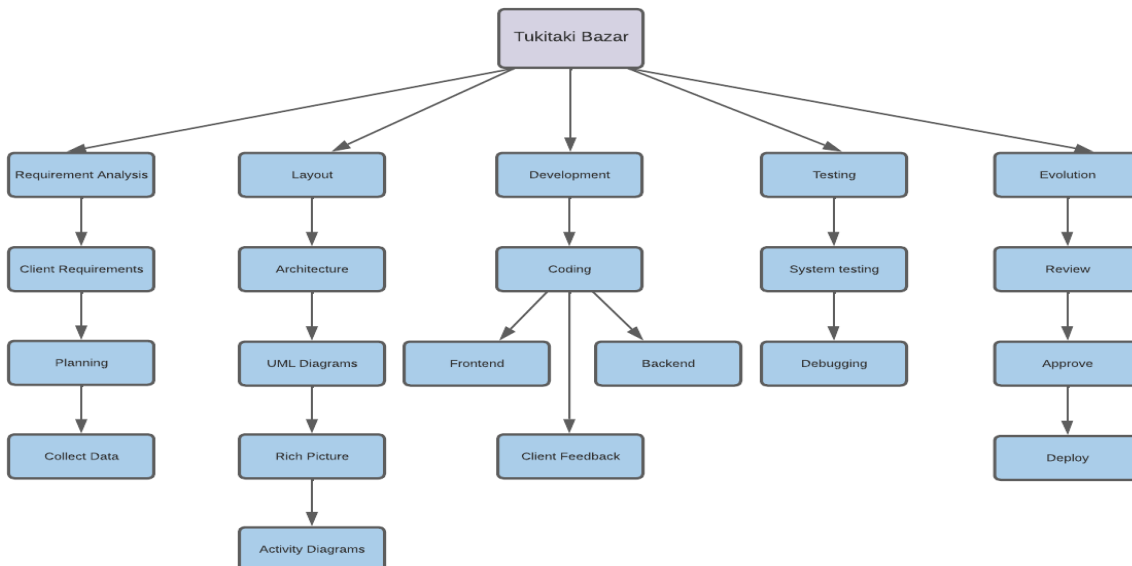 Tukitaki Bazar
Requirement Analysis
Layout
Development
Testing
Evolution
Client Requirements
Architecture
Coding
System testing
Review
Planning
UML Diagrams
Frontend
Backend
Debugging
Approve
Collect Data
Rich Picture
Client Feedback
Deploy
Activity Diagrams